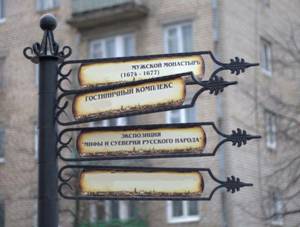 МУЖСКОЙ МОНАСТЫРЬ
(1674 - 1677)
ГОСТИНИЧНЫЙ КОМПЛЕКС
ЭКСПОЗИЦИЯ
"МИФЫ И СУЕВЕРИЯ РУССКОГО НАРОДА"